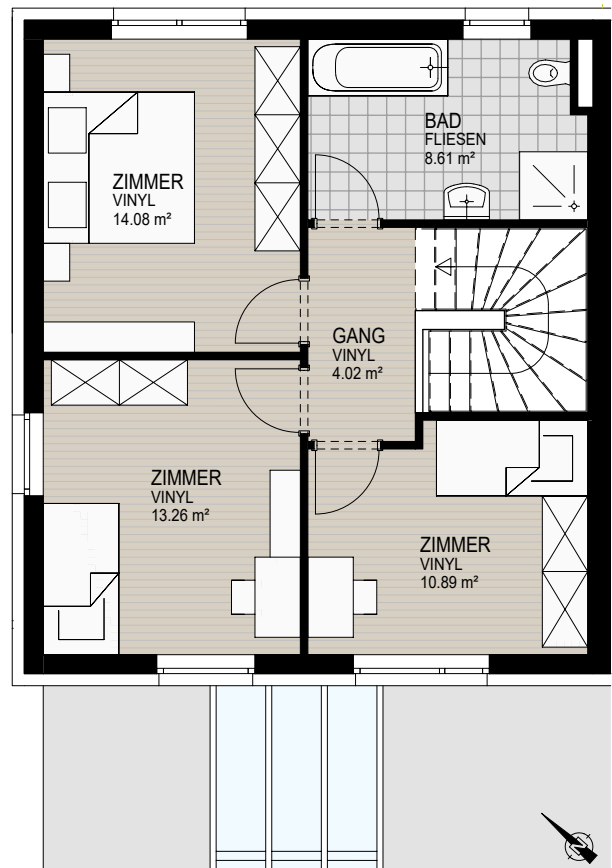 BAD
FLIESEN
8.61 m²
ZIMMER
VINYL
14.08 m²
GANG
VINYL
4.02 m²
ZIMMER
VINYL
13.26 m²
ZIMMER
VINYL
10.89 m²
N